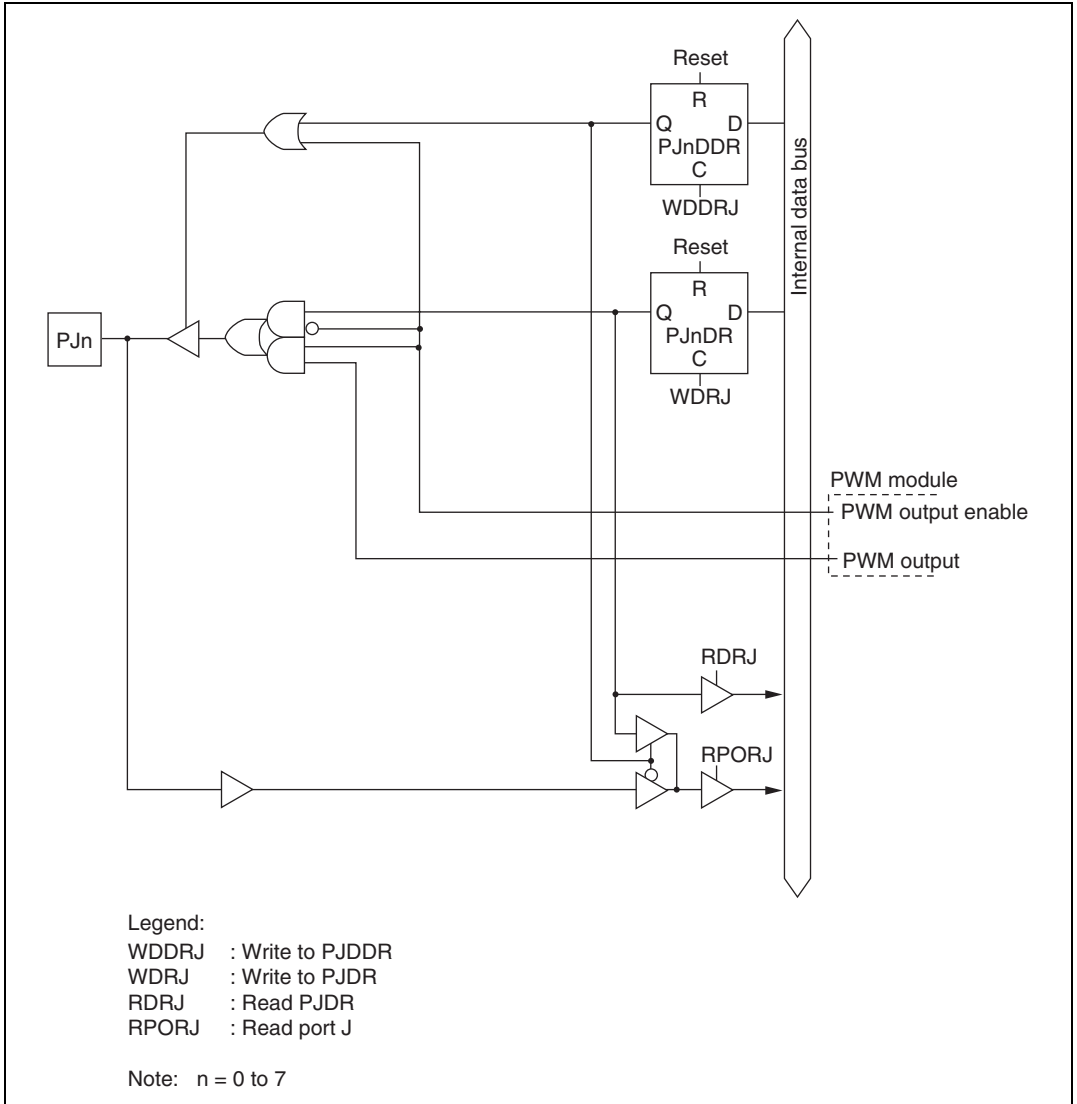 Reset
R
Q D
PJnDDR
C
WDDRJ
Reset
R
Q D
PJnDR
C
WDRJ
Internal data bus
PJn
PWM module
PWM output enable
PWM output
RDRJ
RPORJ
Legend:
WDDRJ : Write to PJDDR
WDRJ : Write to PJDR
RDRJ : Read PJDR
RPORJ : Read port J
Note: n = 0 to 7